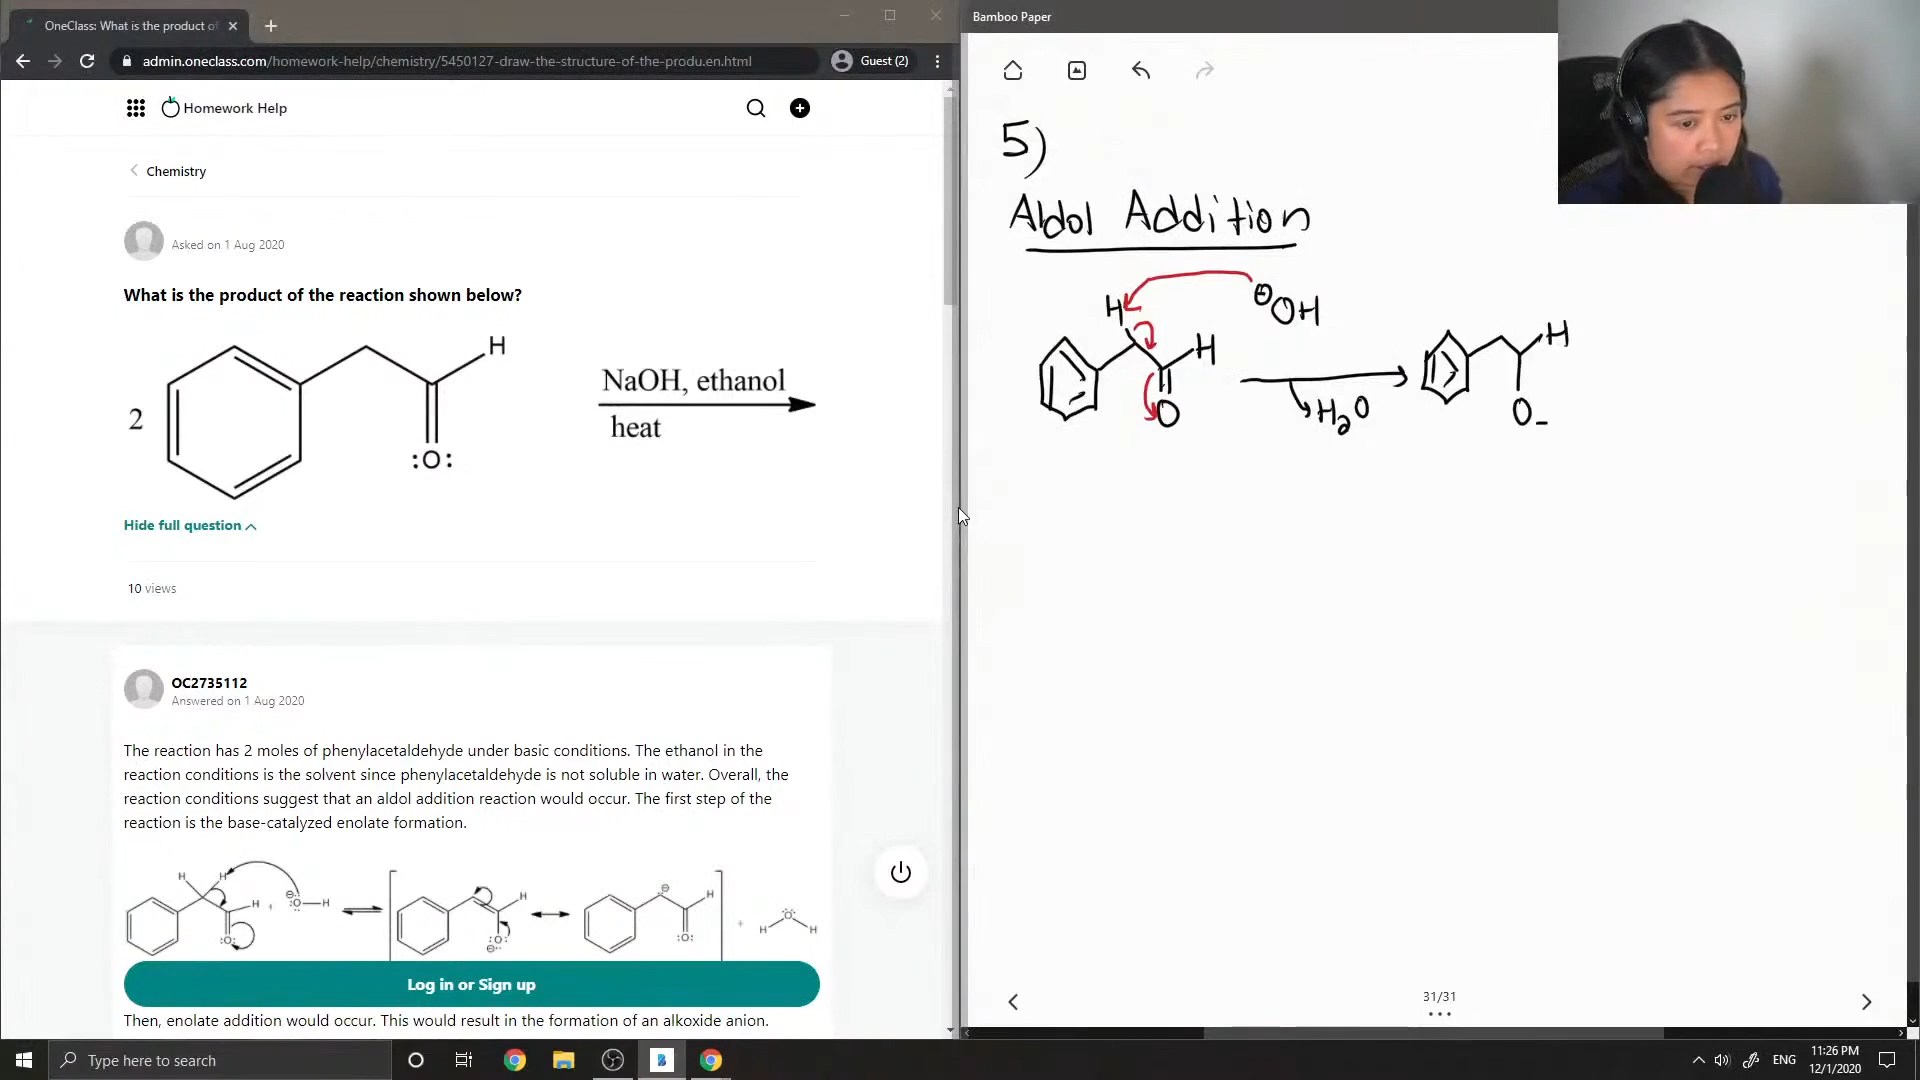 OneClass: What is the product of
admin.oneclass.com/homework-help/chemistry/5450127-draw-the-structure-of-the-produ.en.html
Guest (2)
Homework Help
Chemistry
Asked on 1 Aug 2020
What is the product of the reaction shown below?
2
H
:O:
NaOH, ethanol
heat
Hide full question
10 views
OC2735112
Answered on 1 Aug 2020
The reaction has 2 moles of phenylacetaldehyde under basic conditions. The ethanol in the
reaction conditions is the solvent since phenylacetaldehyde is not soluble in water. Overall, the
reaction conditions suggest that an aldol addition reaction would occur. The first step of the
reaction is the base-catalyzed enolate formation.
H H H :O: + ⊖ :O—H
H :O: ⊖
⊖ H :O:
+ H O H
Log in or Sign up
Then, enolate addition would occur. This would result in the formation of an alkoxide anion.
Bamboo Paper
5)
Aldol Addition
H ⊖OH
H O
H2O
H O-
31/31
Type here to search
ENG
11:26 PM
12/1/2020